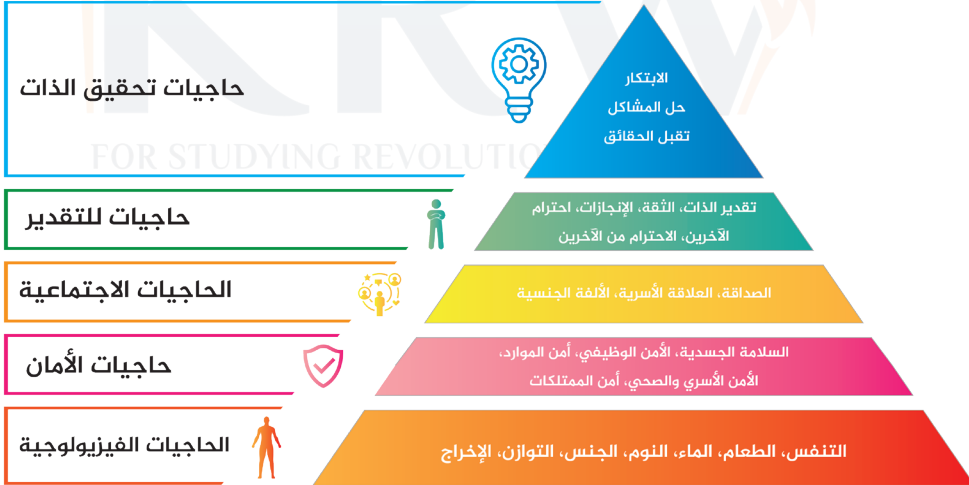 KRW
FOR STUDYING REVOLUTIO
حاجيات تحقيق الذات
الابتكار
حل المشاكل
تقبل الحقائق
حاجيات للتقدير
تقدير الذات، الثقة، الإنجازات، احترام
الآخرين، الاحترام من الآخرين
الحاجيات الاجتماعية
الصداقة، العلاقة الأسرية، الألفة الجنسية
حاجيات الأمان
السلامة الجسدية، الأمن الوظيفي، أمن الموارد،
الأمن الأسري والصحي، أمن الممتلكات
الحاجيات الفيزيولوجية
التنفس، الطعام، الماء، النوم، الجنس، التوازن، الإخراج